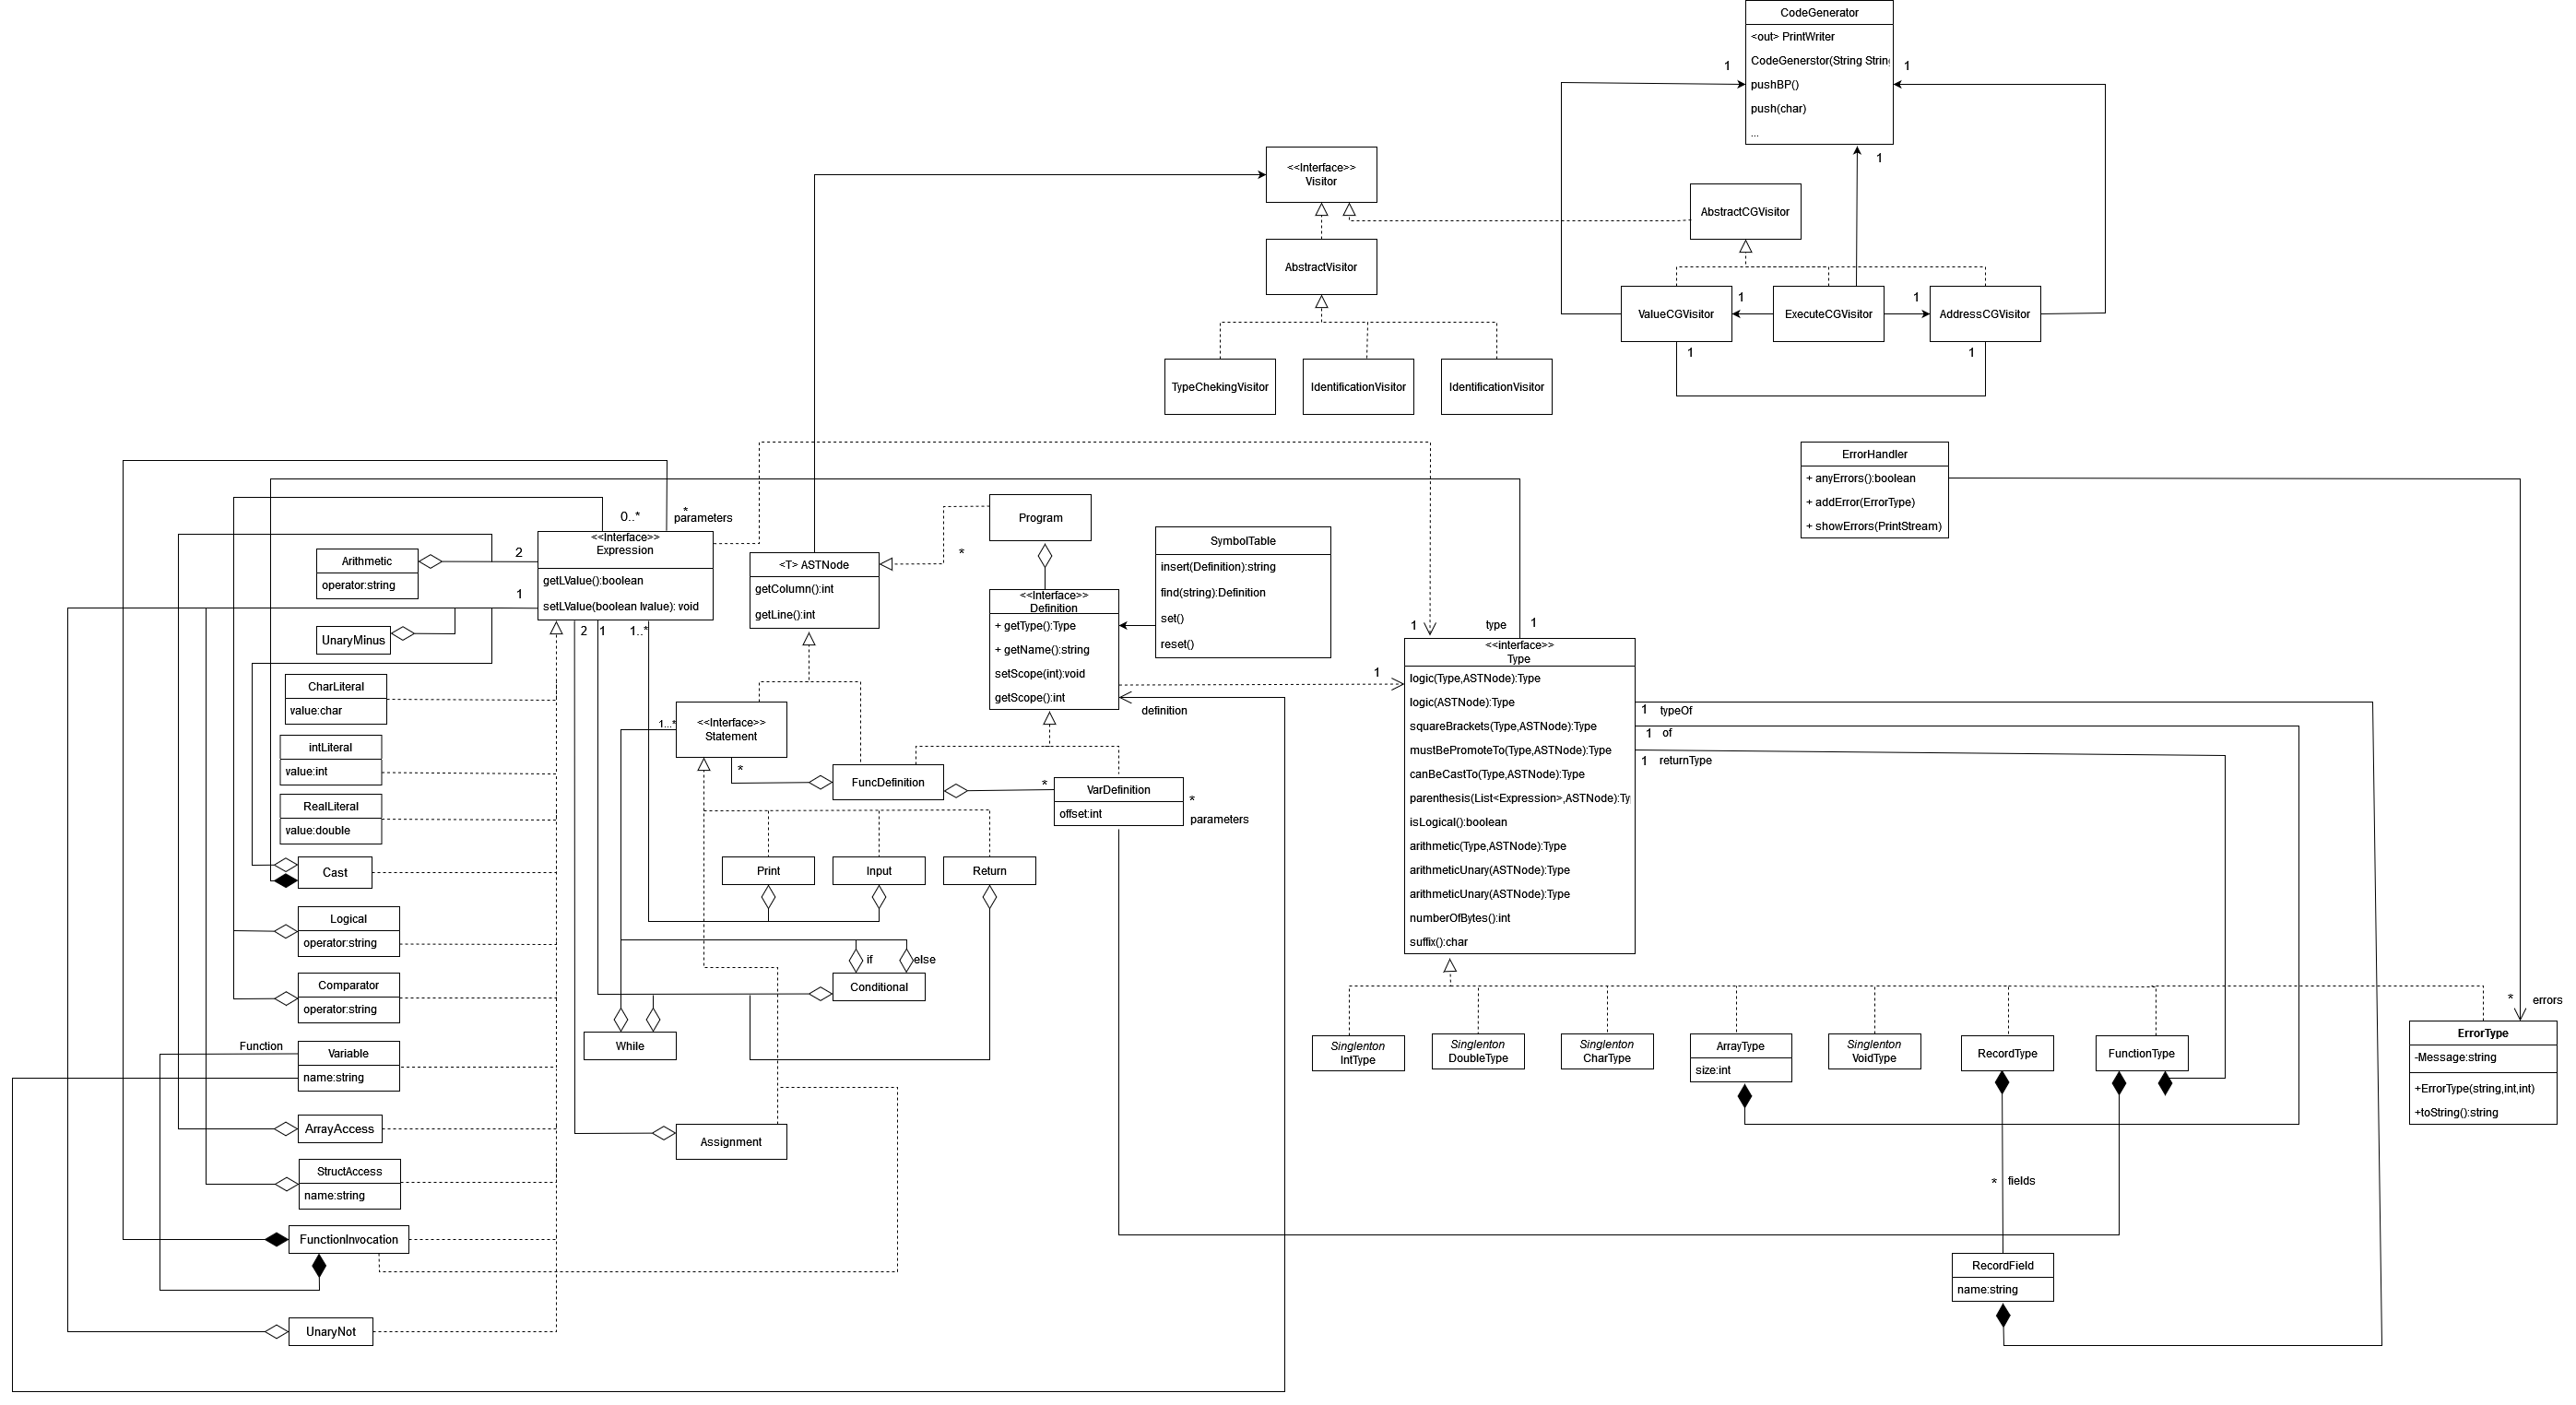 CodeGenerator
<out> PrintWriter
CodeGenerstor(String Strin
pushBP()
push(char)
...
1
1
1
<<Interface>>
Visitor
AbstractCGVisitor
AbstractVisitor
ValueCGVisitor
1
ExecuteCGVisitor
1
AddressCGVisitor
1
1
TypeChekingVisitor
IdentificationVisitor
IdentificationVisitor
ErrorHandler
+ anyErrors():boolean
+ addError(ErrorType)
+ showErrors(PrintStream)
0..*
*
parameters
<<Interface>>
Expression
getLValue():boolean
setLValue(boolean lvalue): void
2
1
2
1
1..*
Arithmetic
operator:string
UnaryMinus
CharLiteral
value:char
intLiteral
value:int
RealLiteral
value:double
Cast
Logical
operator:string
Comparator
operator:string
Function
Variable
name:string
ArrayAccess
StructAccess
name:string
FunctionInvocation
UnaryNot
<T> ASTNode
getColumn():int
getLine():int
*
Program
<<Interface>>
Definition
+ getType():Type
+ getName():string
setScope(int):void
getScope():int
definition
SymbolTable
insert(Definition):string
find(string):Definition
set()
reset()
1...*
<<Interface>>
Statement
*
FuncDefinition
*
VarDefinition
offset:int
*
parameters
Print
Input
Return
if
else
Conditional
While
Assignment
1
type
1
1
<<interface>>
Type
logic(Type,ASTNode):Type
logic(ASTNode):Type
squareBrackets(Type,ASTNode):Type
mustBePromoteTo(Type,ASTNode):Type
canBeCastTo(Type,ASTNode):Type
parenthesis(List<Expression>,ASTNode):Ty
isLogical():boolean
arithmetic(Type,ASTNode):Type
arithmeticUnary(ASTNode):Type
arithmeticUnary(ASTNode):Type
numberOfBytes():int
suffix():char
1 typeOf
1 of
1 returnType
Singlenton
IntType
Singlenton
DoubleType
Singlenton
CharType
ArrayType
size:int
Singlenton
VoidType
RecordType
FunctionType
* errors
ErrorType
-Message:string
+ErrorType(string,int,int)
+toString():string
* fields
RecordField
name:string